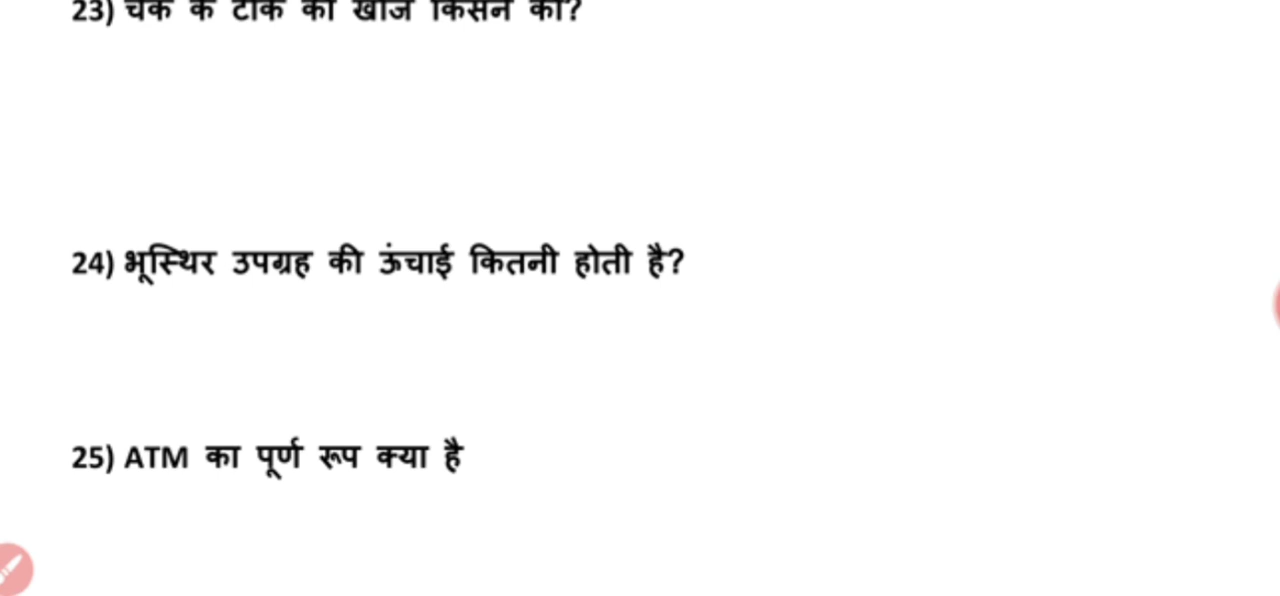 23) चेक के टीके की खोज किसने की?
24) भूस्थिर उपग्रह की ऊंचाई कितनी होती है?
25) ATM का पूर्ण रूप क्या है